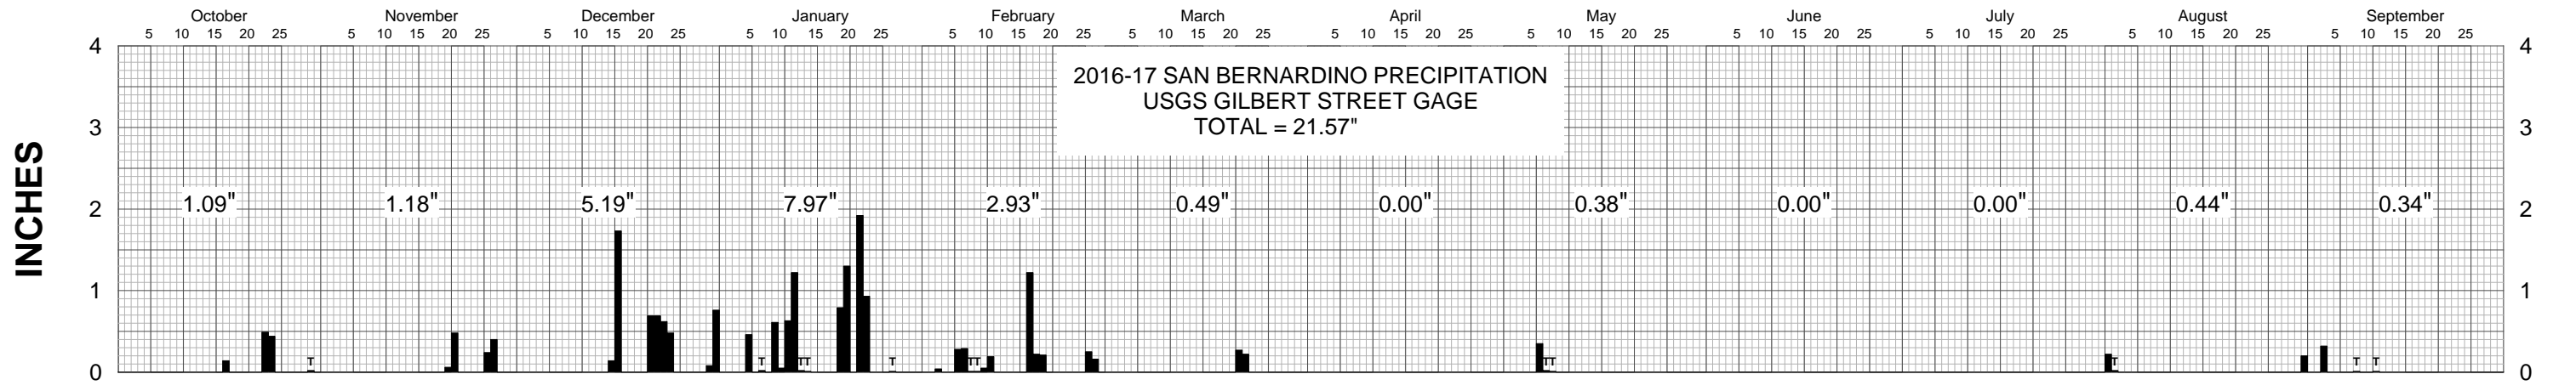 October November December January February March April May June July August September
5 10 15 20 25 5 10 15 20 25 5 10 15 20 25 5 10 15 20 25 5 10 15 20 25 5 10 15 20 25 5 10 15 20 25 5 10 15 20 25 5 10 15 20 25 5 10 15 20 25 5 10 15 20 25 5 10 15 20 25
4 4
2016-17 SAN BERNARDINO PRECIPITATION
USGS GILBERT STREET GAGE
TOTAL = 21.57"
3 3
INCHES
1.09" 1.18" 5.19" 7.97" 2.93" 0.49" 0.00" 0.38" 0.00" 0.00" 0.44" 0.34"
2 2
1 1
T T T T T T T T T T T T
0 0